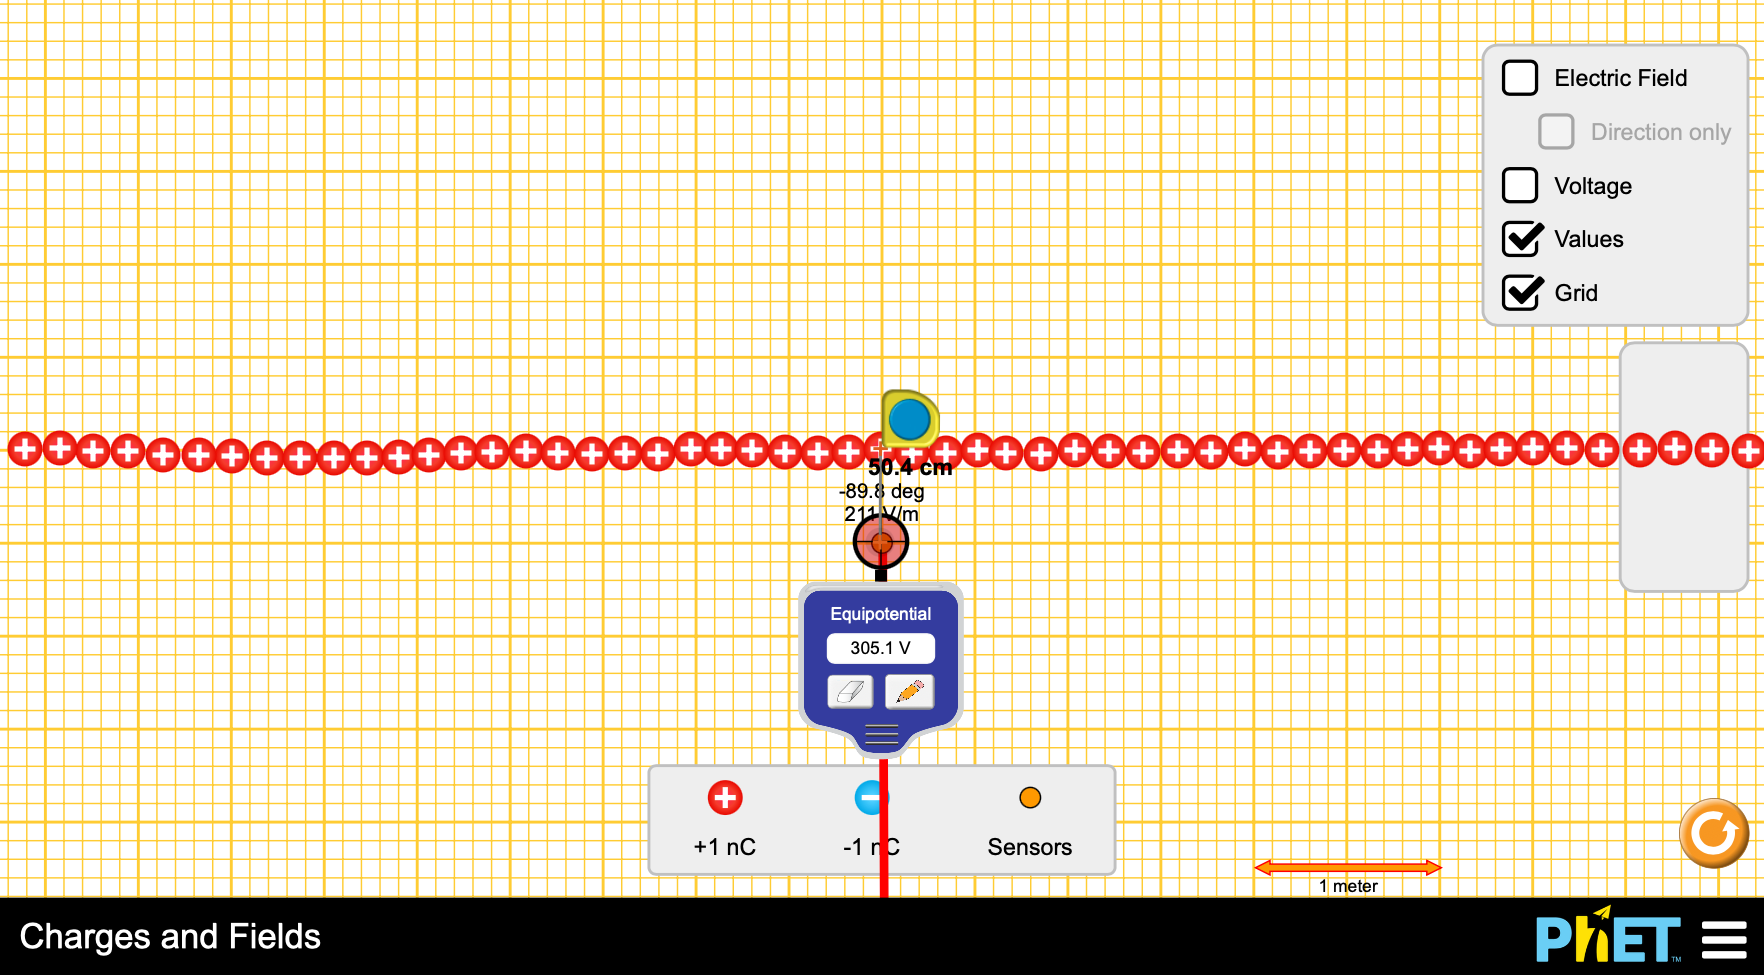 Electric Field
Direction only
Voltage
Values
Grid
50.4 cm
-89.8 deg
211 V/m
Equipotential
305.1 V
+1 nC
-1 nC
Sensors
1 meter
Charges and Fields
PhET
TM